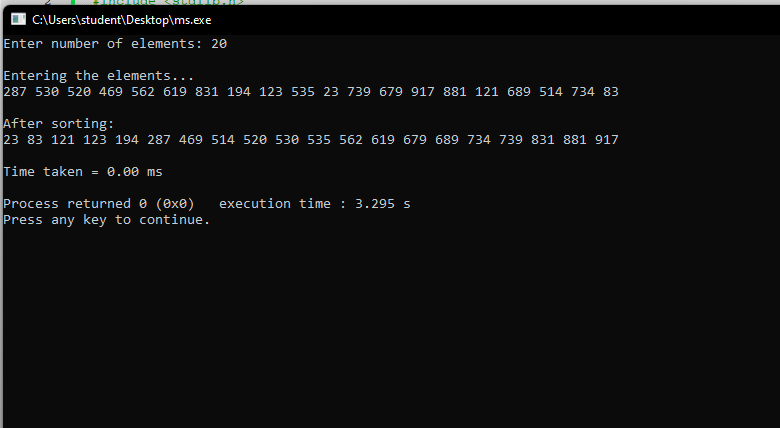 2 #include <stdlib.h>
C:\Users\student\Desktop\ms.exe
Enter number of elements: 20
Entering the elements...
287 530 520 469 562 619 831 194 123 535 23 739 679 917 881 121 689 514 734 83
After sorting:
23 83 121 123 194 287 469 514 520 530 535 562 619 679 689 734 739 831 881 917
Time taken = 0.00 ms
Process returned 0 (0x0)   execution time : 3.295 s
Press any key to continue.